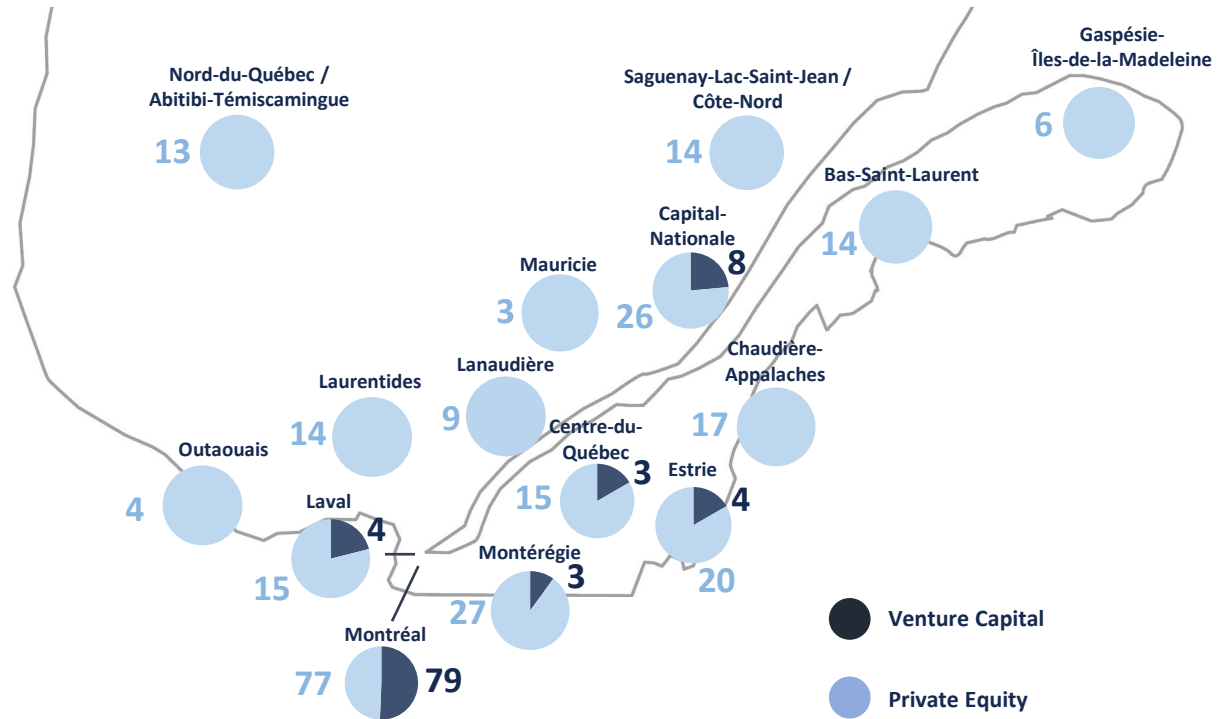 Gaspésie-
Îles-de-la-Madeleine
6
Nord-du-Québec /
Abitibi-Témiscamingue
13
Saguenay-Lac-Saint-Jean /
Côte-Nord
14
Bas-Saint-Laurent
14
Capital-
Nationale
8
26
Mauricie
3
Chaudière-
Appalaches
17
Lanaudière
9
Laurentides
14
Centre-du-
Québec
3
15
Estrie
4
20
Outaouais
4
Laval
4
15
Montérégie
3
27
Montréal
77
79
Venture Capital
Private Equity